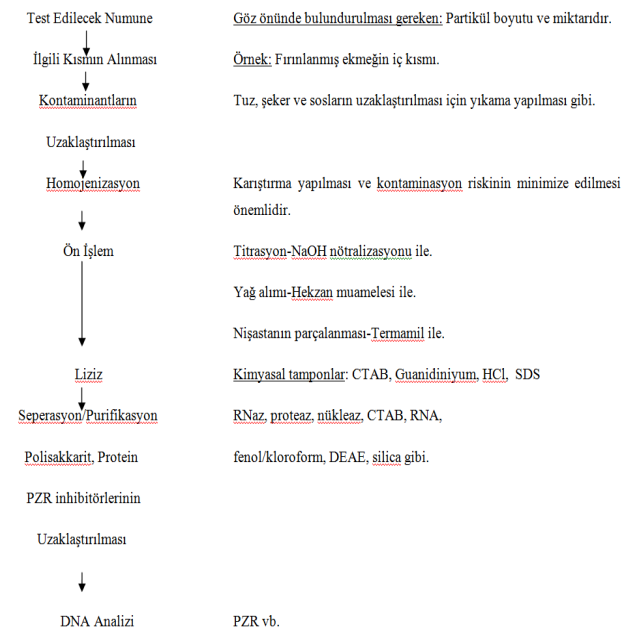 Test Edilecek Numune Göz önünde bulundurulması gereken: Partikül boyutu ve miktarıdır.
İlgili Kısmın Alınması Örnek: Fırınlanmış ekmeğin iç kısmı.
Kontaminantların Tuz, şeker ve sosların uzaklaştırılması için yıkama yapılması gibi.
Uzaklaştırılması
Homojenizasyon Karıştırma yapılması ve kontaminasyon riskinin minimize edilmesi
önemlidir.
Ön İşlem Titrasyon-NaOH nötralizasyonu ile.
Yağ alımı-Hekzan muamelesi ile.
Nişastanın parçalanması-Termamil ile.
Liziz Kimyasal tamponlar: CTAB, Guanidiniyum, HCl, SDS
Seperasyon/Purifikasyon RNaz, proteaz, nükleaz, CTAB, RNA,
Polisakkarit, Protein fenol/kloroform, DEAE, silica gibi.
PZR inhibitörlerinin
Uzaklaştırılması
DNA Analizi PZR vb.